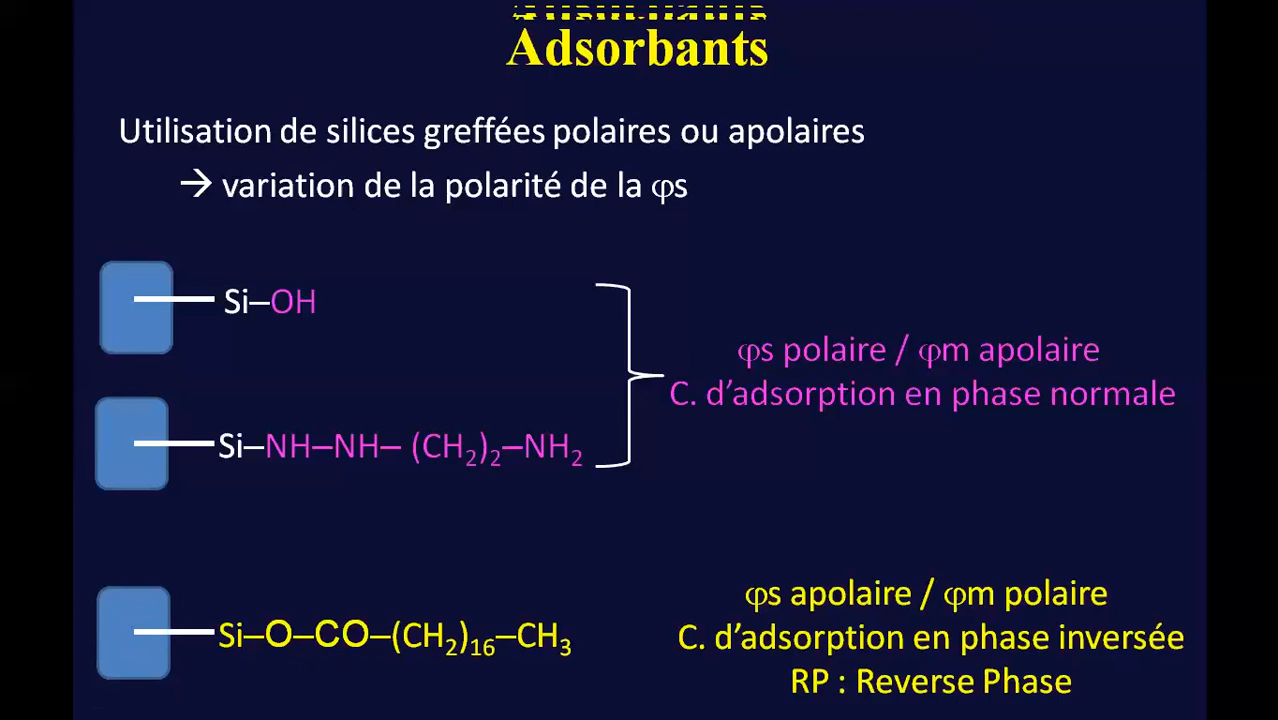 Adsorbants
Utilisation de silices greffées polaires ou apolaires
→ variation de la polarité de la φs
Si–OH
φs polaire / φm apolaire
C. d’adsorption en phase normale
Si–NH–NH– (CH₂)₂–NH₂
φs apolaire / φm polaire
Si–O–CO–(CH₂)₁₆–CH₃
C. d’adsorption en phase inversée
RP : Reverse Phase